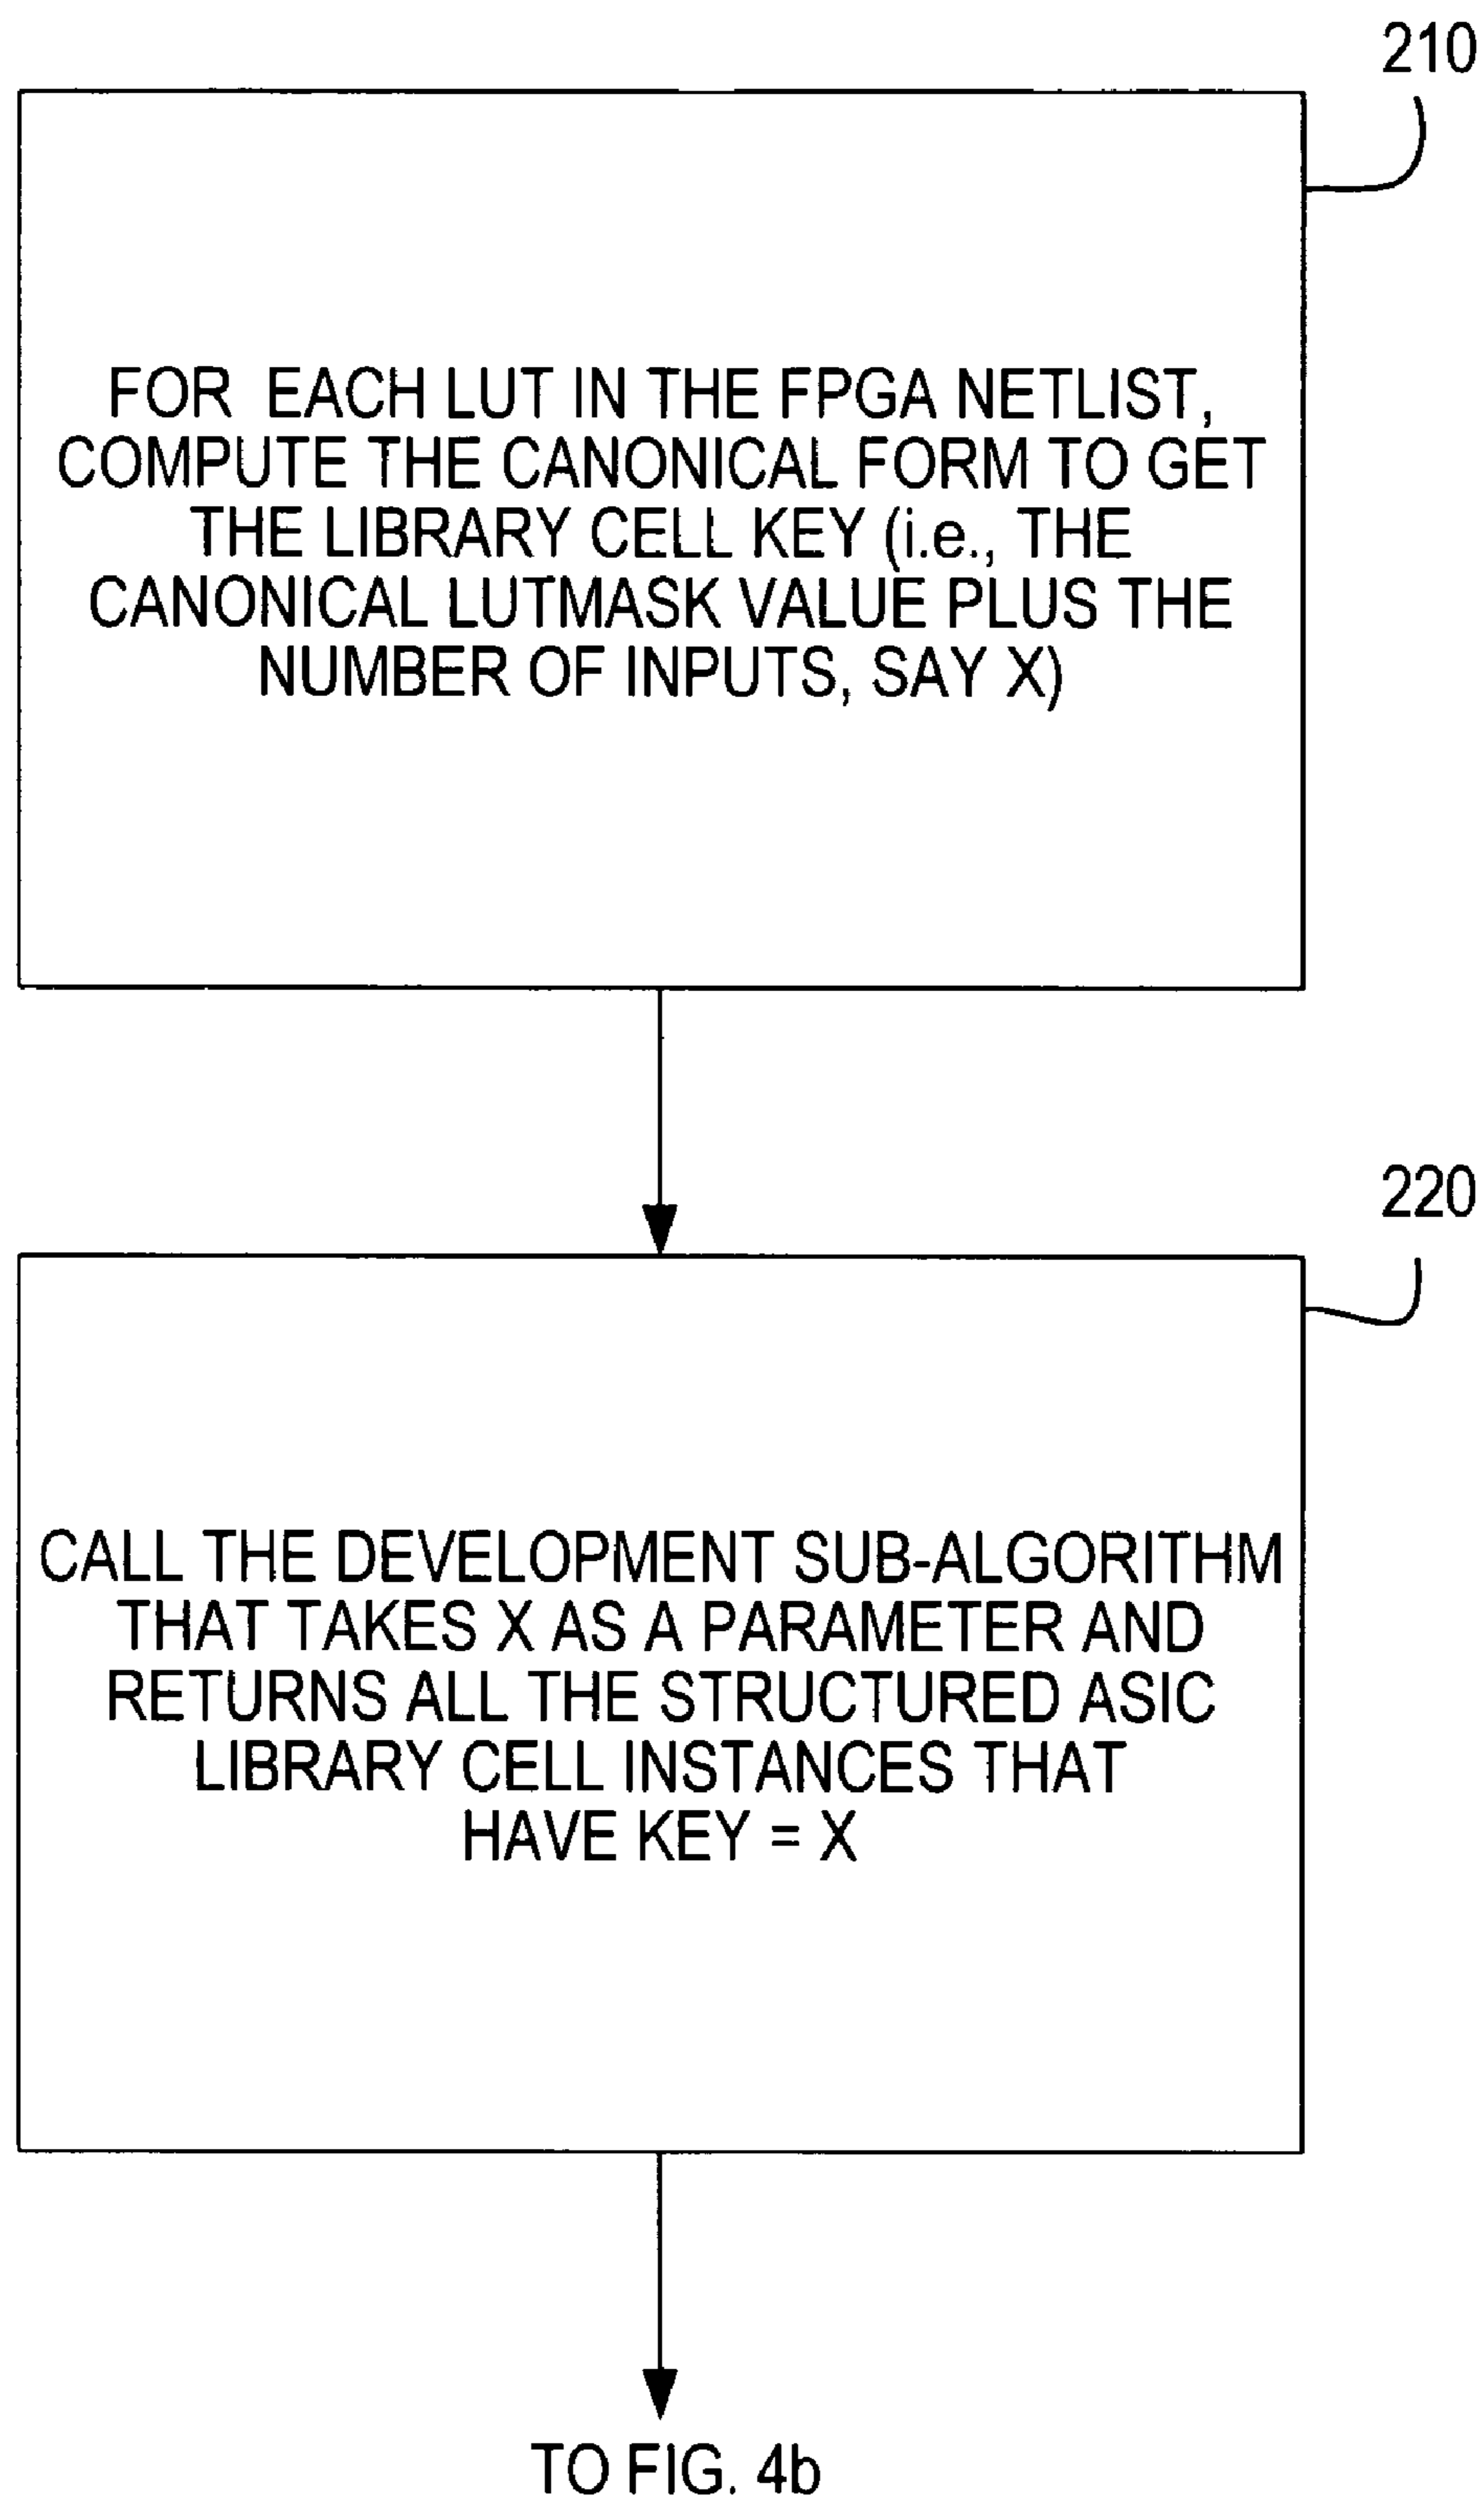 210
FOR EACH LUT IN THE FPGA NETLIST,
COMPUTE THE CANONICAL FORM TO GET
THE LIBRARY CELL KEY (i.e., THE
CANONICAL LUTMASK VALUE PLUS THE
NUMBER OF INPUTS, SAY X)
220
CALL THE DEVELOPMENT SUB-ALGORITHM
THAT TAKES X AS A PARAMETER AND
RETURNS ALL THE STRUCTURED ASIC
LIBRARY CELL INSTANCES THAT
HAVE KEY = X
TO FIG. 4b